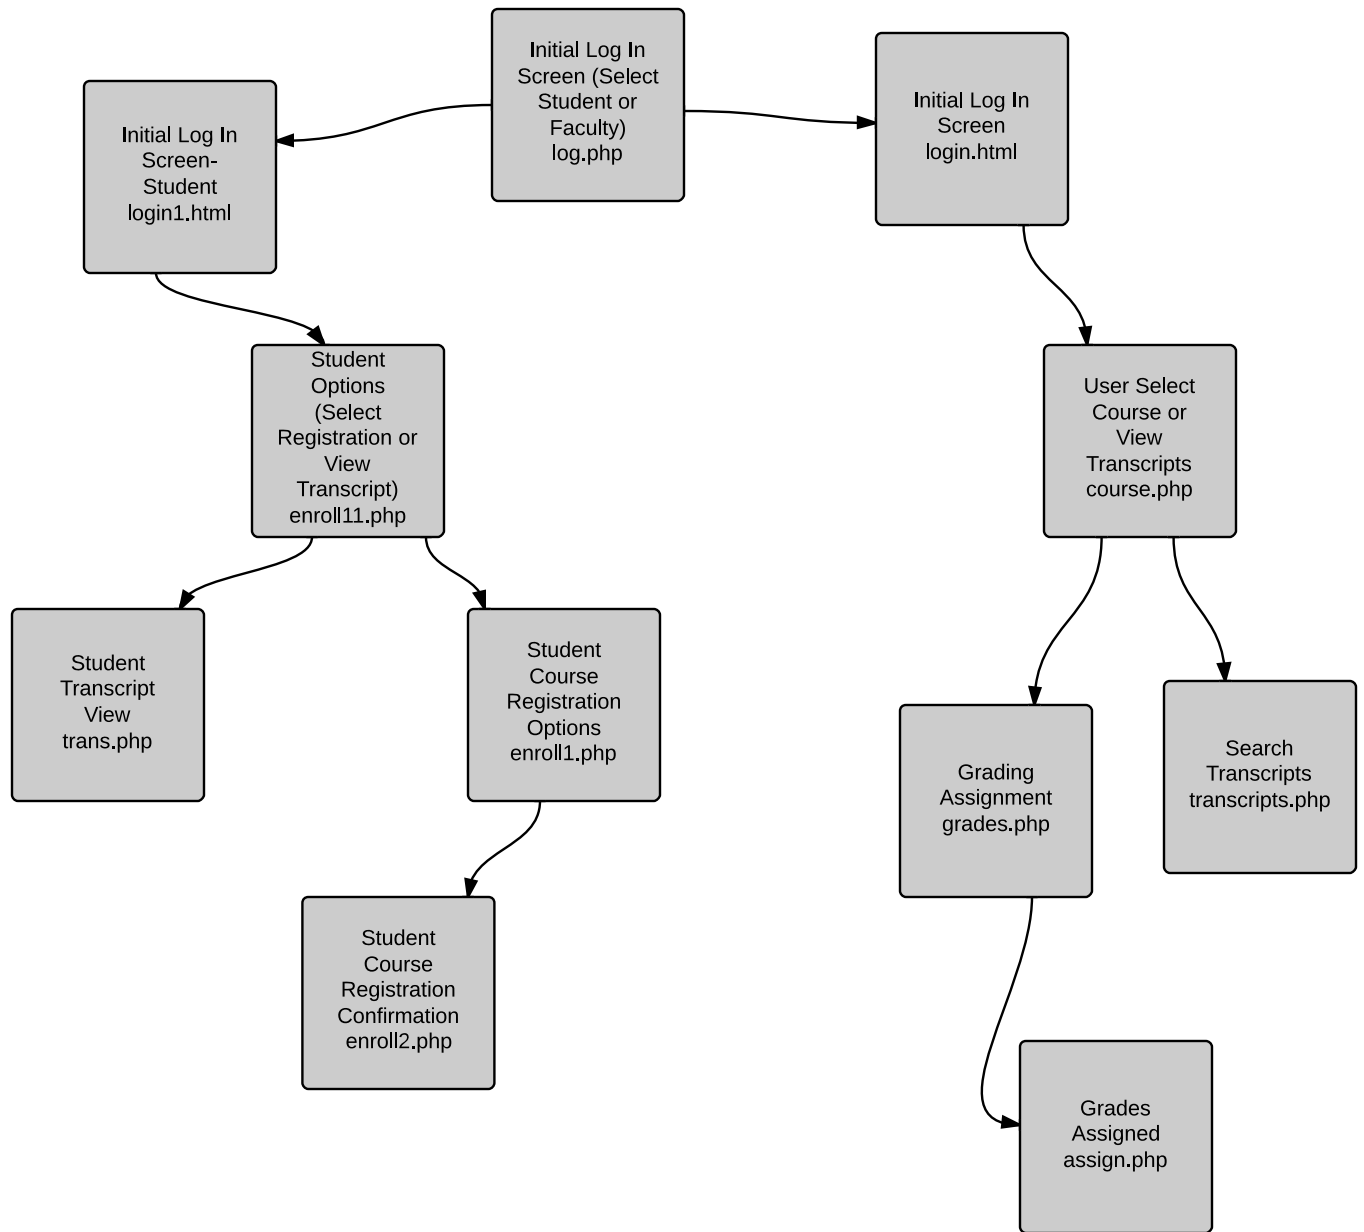 Initial Log In
Screen (Select
Student or
Faculty)
log.php
Initial Log In
Screen
login.html
Initial Log In
Screen-
Student
login1.html
Student
Options
(Select
Registration or
View
Transcript)
enroll11.php
User Select
Course or
View
Transcripts
course.php
Student
Transcript
View
trans.php
Student
Course
Registration
Options
enroll1.php
Grading
Assignment
grades.php
Search
Transcripts
transcripts.php
Student
Course
Registration
Confirmation
enroll2.php
Grades
Assigned
assign.php